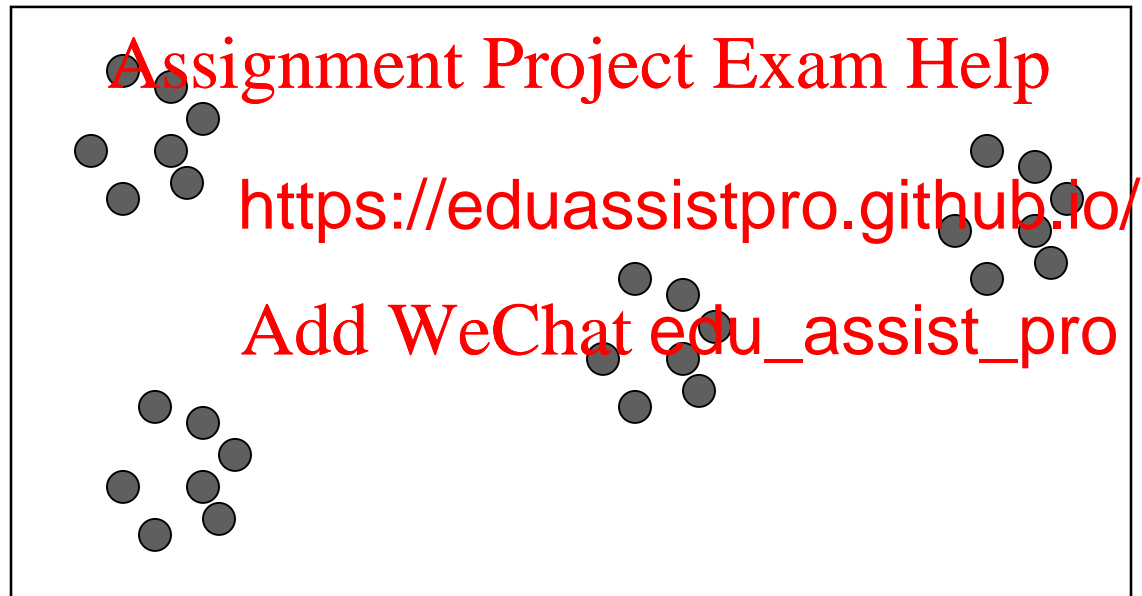 Assignment Project Exam Help
https://eduassistpro.github.io/
Add WeChat edu_assist_pro